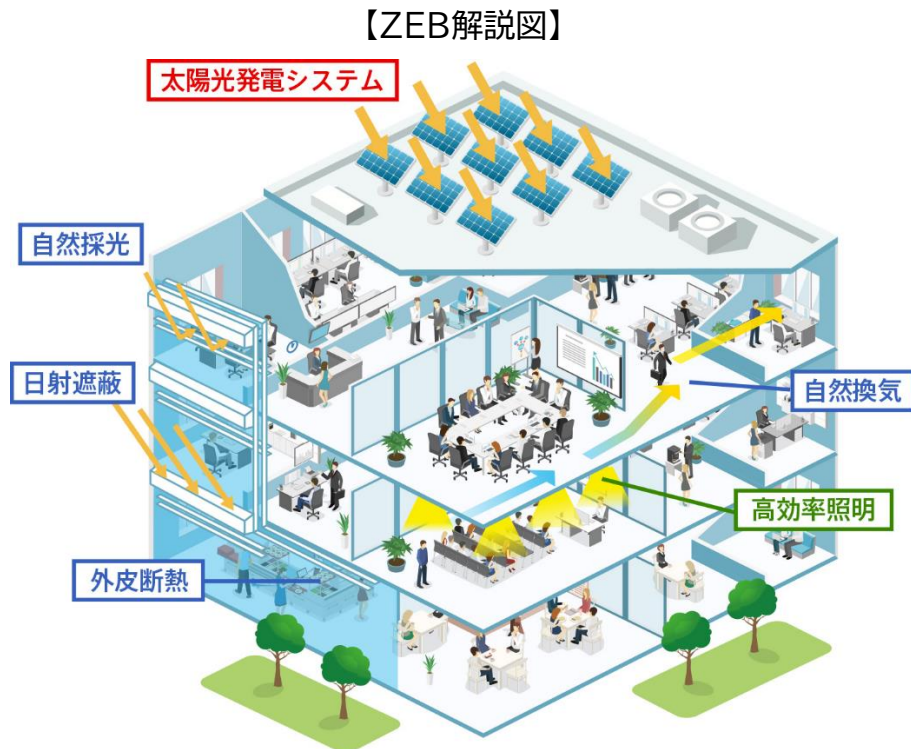 【ZEB解説図】
太陽光発電システム
自然採光
日射遮蔽
自然換気
高効率照明
外皮断熱